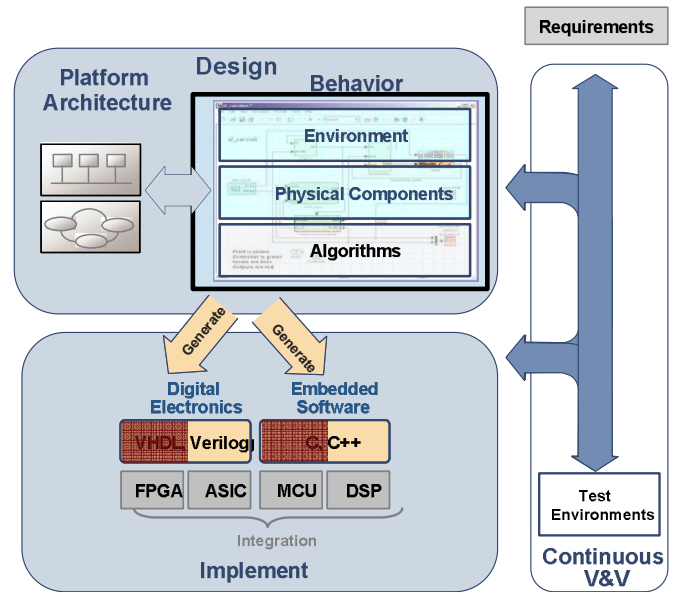 Requirements
Design
Platform
Architecture
Behavior
Environment
Physical Components
Algorithms
Generate
Generate
Digital
Electronics
Embedded
Software
VHDL, Verilog
C, C++
FPGA
ASIC
MCU
DSP
Integration
Implement
Test
Environments
Continuous
V&V